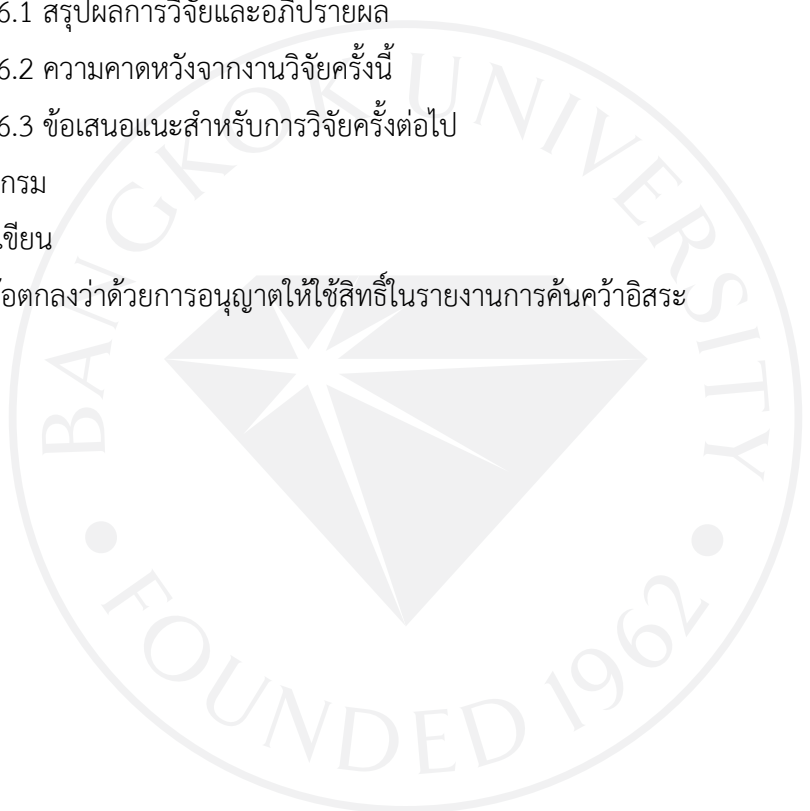 6.1 สรุปผลการวิจัยและอภิปรายผล
6.2 ความคาดหวังจากงานวิจัยครั้งนี้
6.3 ข้อเสนอแนะสำหรับการวิจัยครั้งต่อไป
กรม
เขียน
อตกลงว่าด้วยการอนุญาตให้ใช้สิทธิ์ในรายงานการค้นคว้าอิสระ
BANGKOK UNIVERSITY
FOUNDED 1962